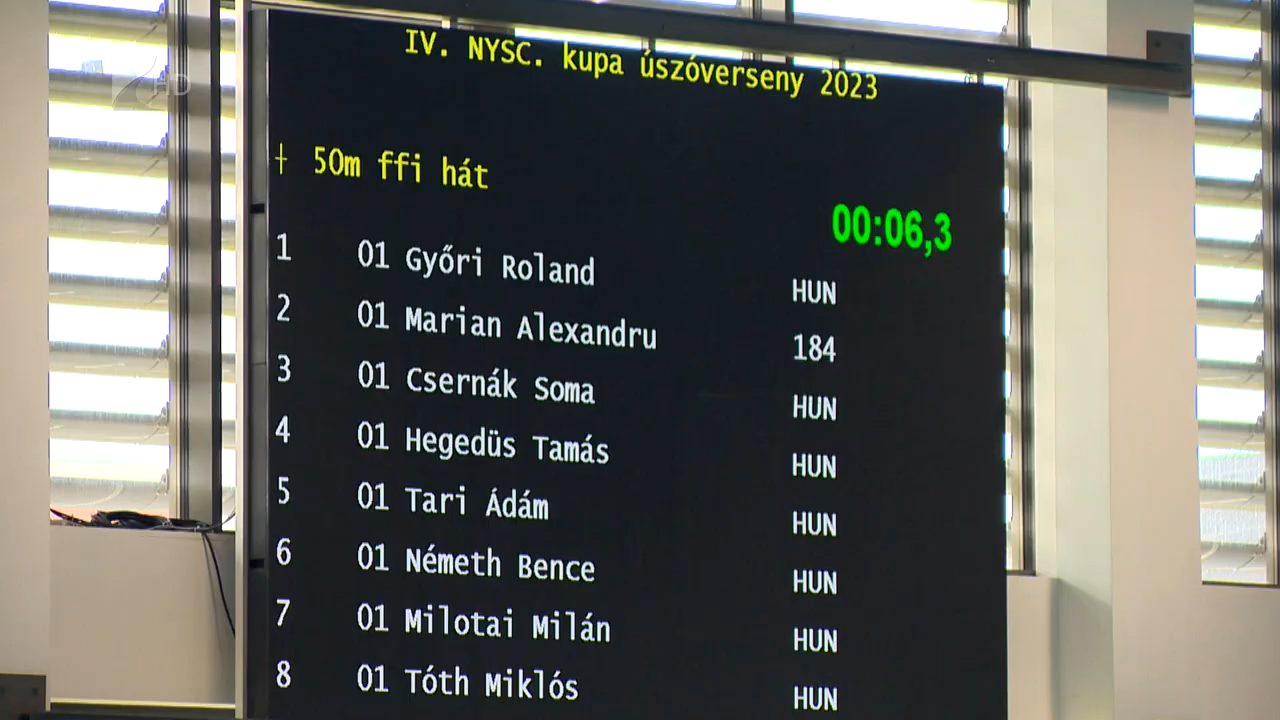 IV. NYSC. kupa úszóverseny 2023
HD
50m ffi hát
00:06,3
1 01 Győri Roland HUN
2 01 Marian Alexandru 184
3 01 Csernák Soma HUN
4 01 Hegedüs Tamás HUN
5 01 Tari Ádám HUN
6 01 Németh Bence HUN
7 01 Milotai Milán HUN
8 01 Tóth Miklós HUN